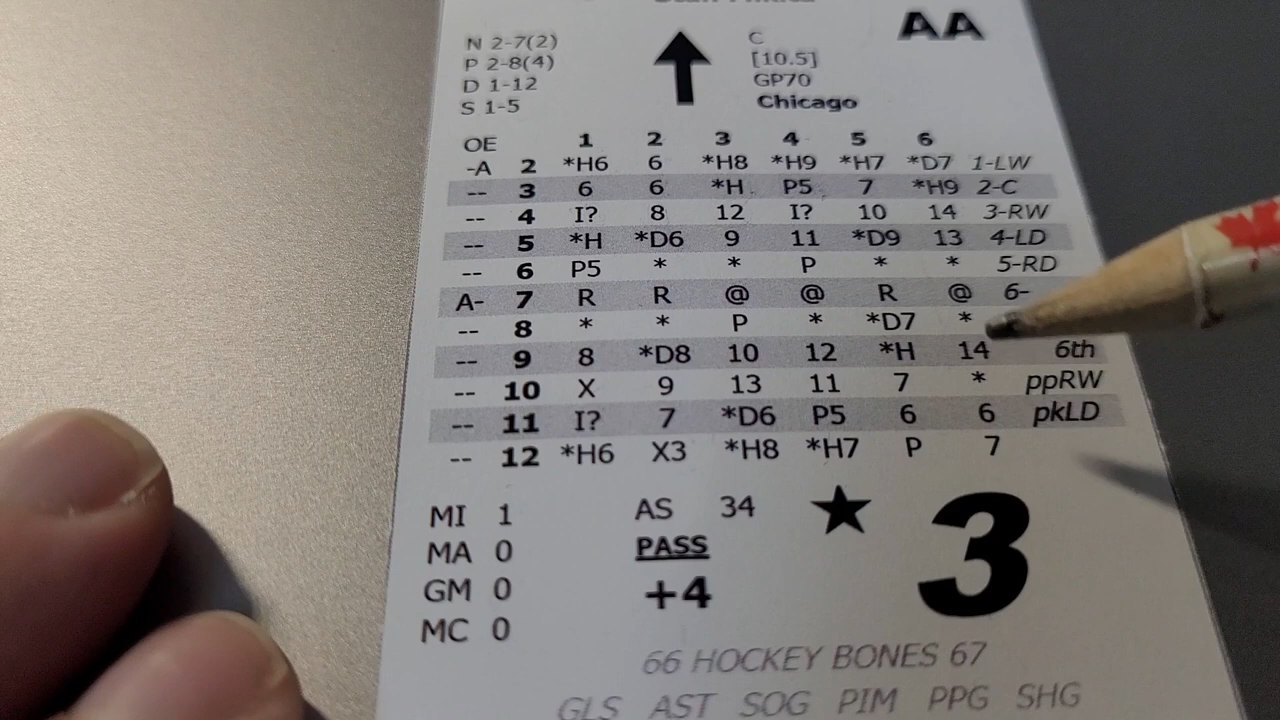 AA
N 2-7(2) C
P 2-8(4) [10.5]
D 1-12 GP70
S 1-5 Chicago
OE 1 2 3 4 5 6
-A 2 *H6 6 *H8 *H9 *H7 *D7 1-LW
-- 3 6 6 *H P5 7 *H9 2-C
-- 4 I? 8 12 I? 10 14 3-RW
-- 5 *H *D6 9 11 *D9 13 4-LD
-- 6 P5 * * P * * 5-RD
A- 7 R R @ @ R @ 6-
-- 8 * * P * *D7 *
-- 9 8 *D8 10 12 *H 14 6th
-- 10 X 9 13 11 7 * ppRW
-- 11 I? 7 *D6 P5 6 6 pkLD
-- 12 *H6 X3 *H8 *H7 P 7
MI 1 AS 34 ★ 3
MA 0 PASS
GM 0 +4
MC 0
66 HOCKEY BONES 67
GLS AST SOG PIM PPG SHG